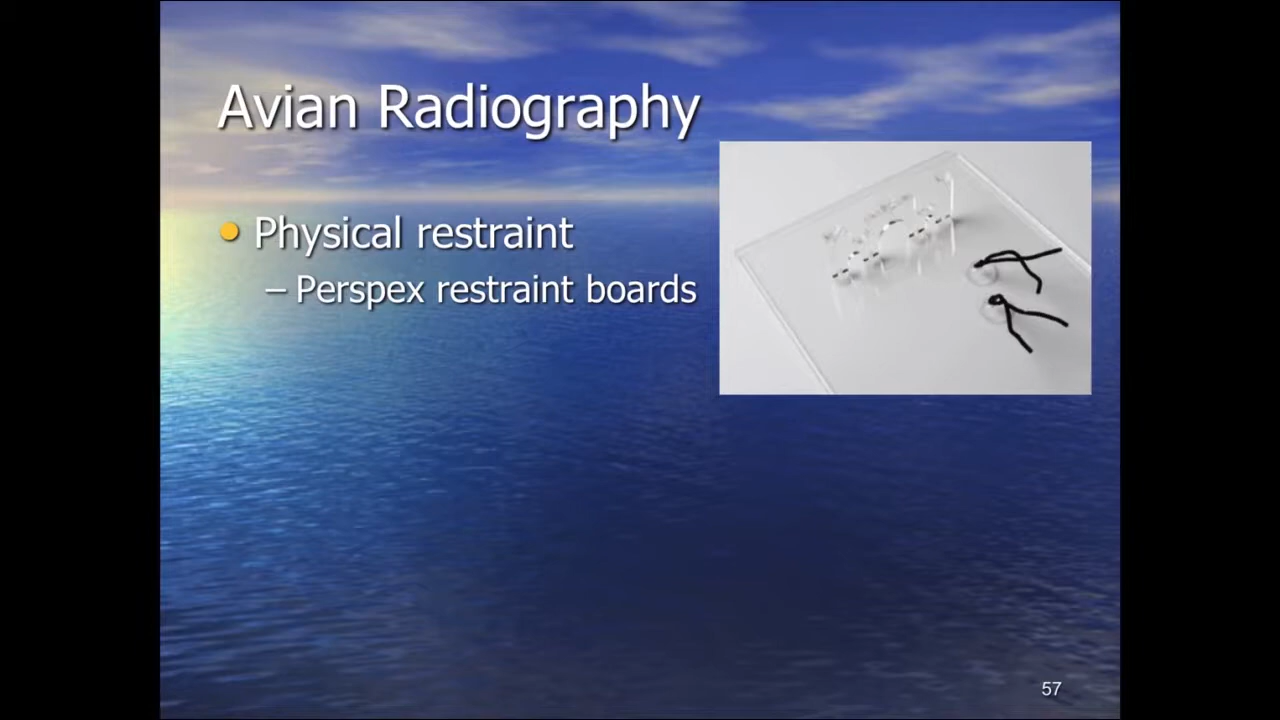 Avian Radiography
Physical restraint
– Perspex restraint boards
57